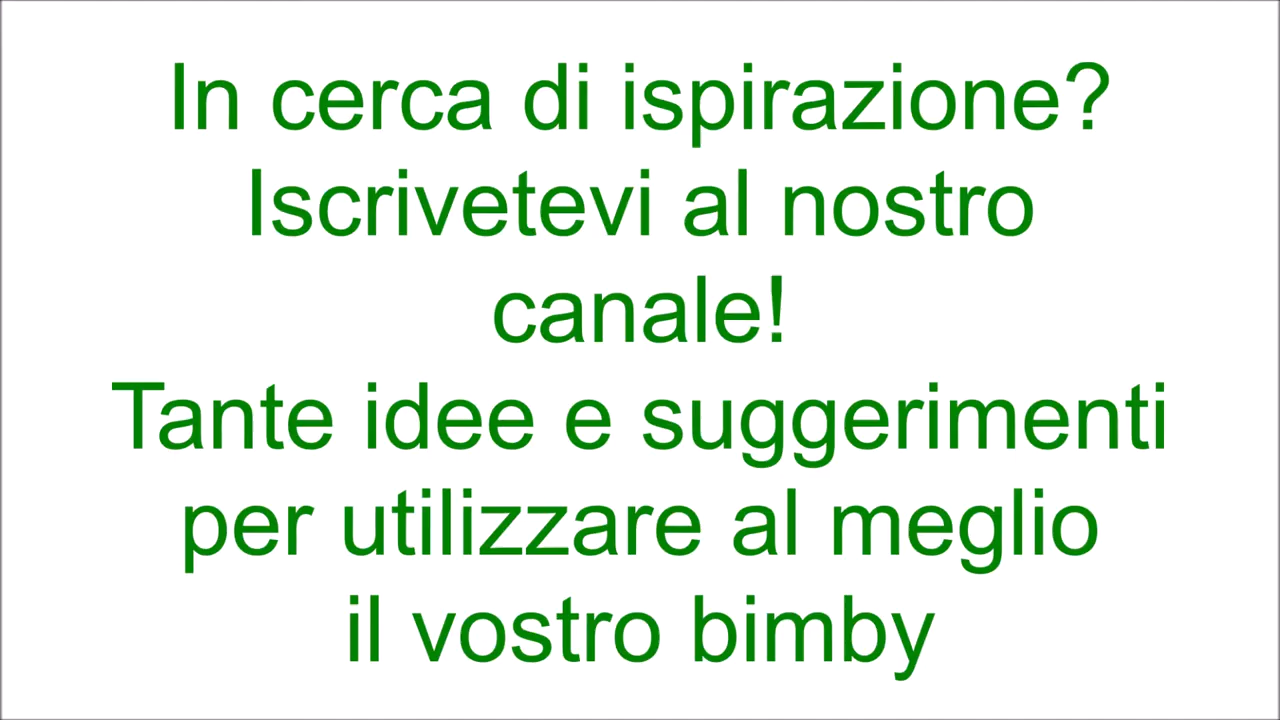 In cerca di ispirazione?
Iscrivetevi al nostro
canale!
Tante idee e suggerimenti
per utilizzare al meglio
il vostro bimby